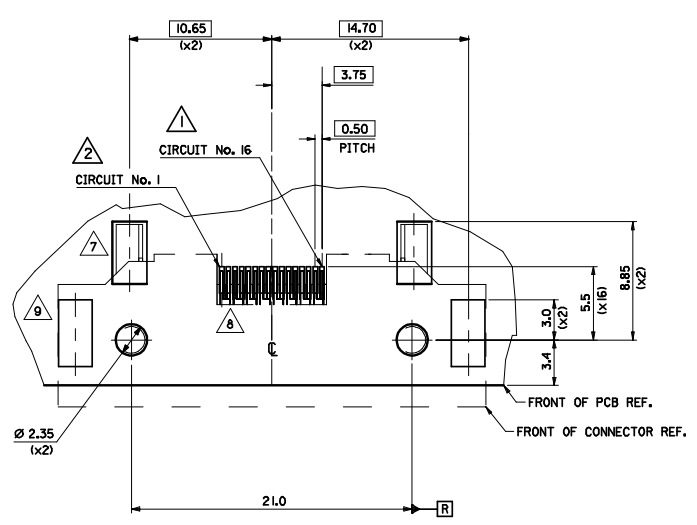 10.65
(x2)
14.70
(x2)
3.75
0.50
PITCH
1
CIRCUIT No. 16
2
CIRCUIT No. 1
7
9
8
℄
8.85
(x2)
5.5
(x16)
3.0
(x2)
3.4
FRONT OF PCB REF.
FRONT OF CONNECTOR REF.
Ø 2.35
(x2)
21.0
R